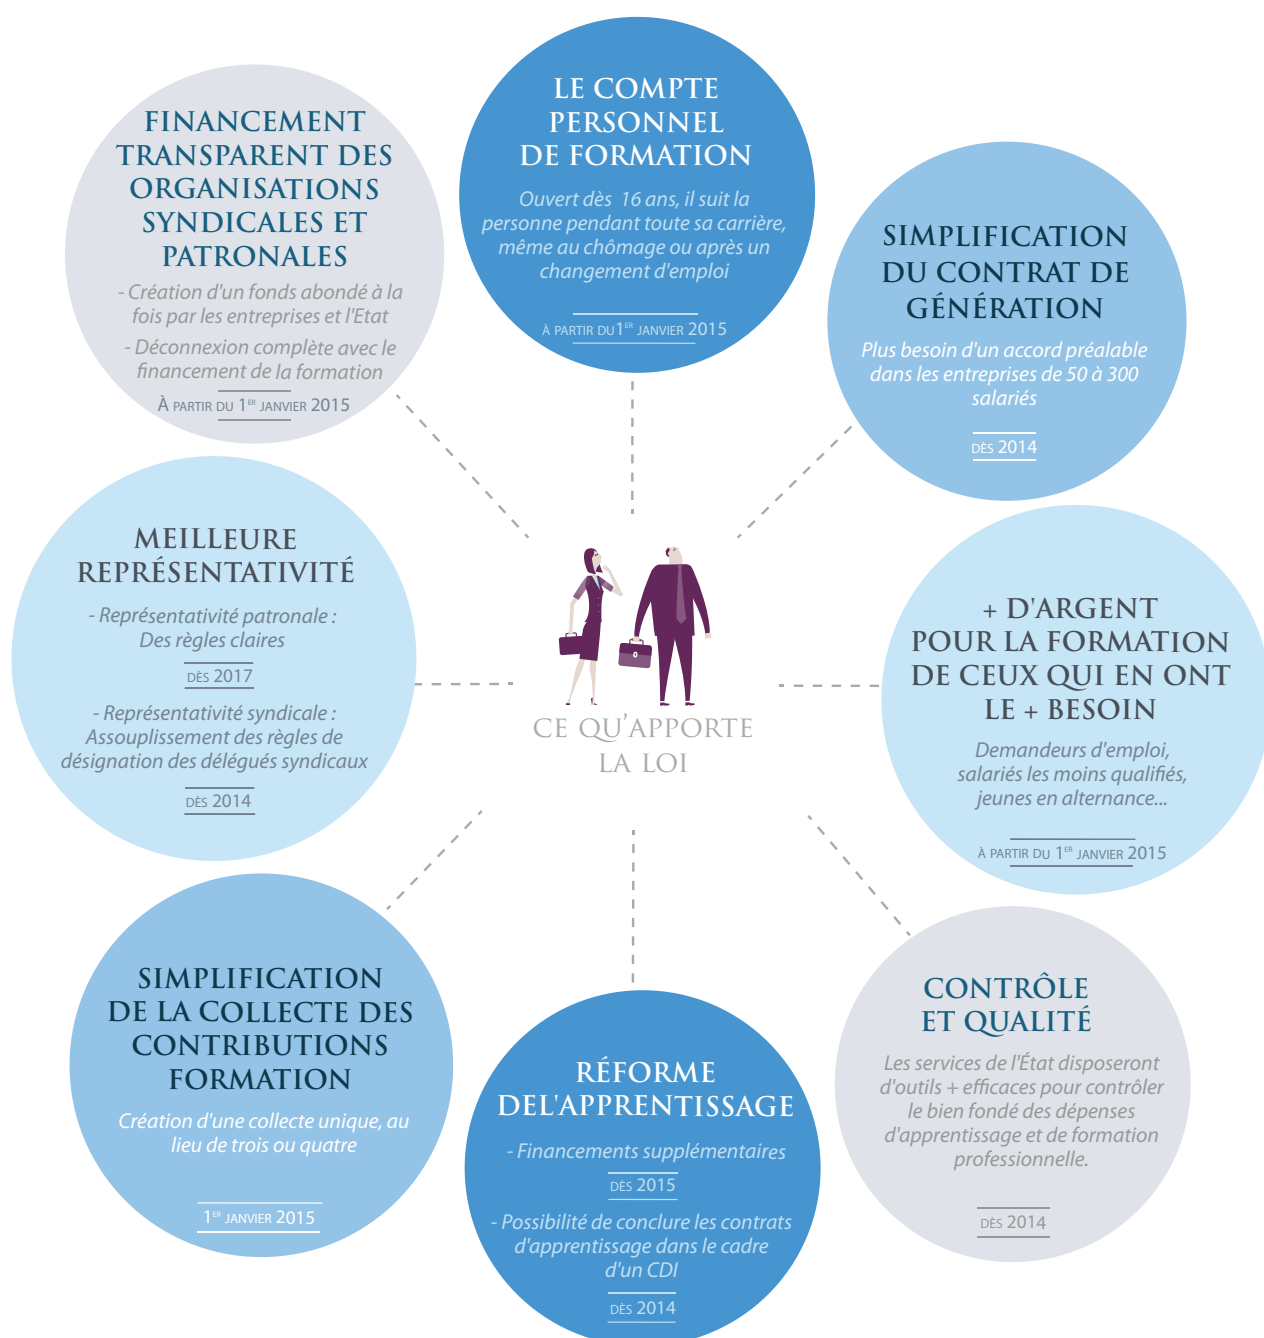 LE COMPTE
PERSONNEL
DE FORMATION
Ouvert dès 16 ans, il suit la
personne pendant toute sa carrière,
même au chômage ou après un
changement d'emploi
À PARTIR DU 1ER JANVIER 2015
FINANCEMENT
TRANSPARENT DES
ORGANISATIONS
SYNDICALES ET
PATRONALES
- Création d'un fonds abondé à la
fois par les entreprises et l'Etat
- Déconnexion complète avec le
financement de la formation
À PARTIR DU 1ER JANVIER 2015
SIMPLIFICATION
DU CONTRAT DE
GÉNÉRATION
Plus besoin d'un accord préalable
dans les entreprises de 50 à 300
salariés
DÈS 2014
MEILLEURE
REPRÉSENTATIVITÉ
- Représentativité patronale :
Des règles claires
DÈS 2017
- Représentativité syndicale :
Assouplissement des règles de
désignation des délégués syndicaux
DÈS 2014
CE QU'APPORTE
LA LOI
+ D'ARGENT
POUR LA FORMATION
DE CEUX QUI EN ONT
LE + BESOIN
Demandeurs d'emploi,
salariés les moins qualifiés,
jeunes en alternance...
À PARTIR DU 1ER JANVIER 2015
SIMPLIFICATION
DE LA COLLECTE DES
CONTRIBUTIONS
FORMATION
Création d'une collecte unique, au
lieu de trois ou quatre
1ER JANVIER 2015
RÉFORME
DEL'APPRENTISSAGE
- Financements supplémentaires
DÈS 2015
- Possibilité de conclure les contrats
d'apprentissage dans le cadre
d'un CDI
DÈS 2014
CONTRÔLE
ET QUALITÉ
Les services de l'État disposeront
d'outils + efficaces pour contrôler
le bien fondé des dépenses
d'apprentissage et de formation
professionnelle.
DÈS 2014